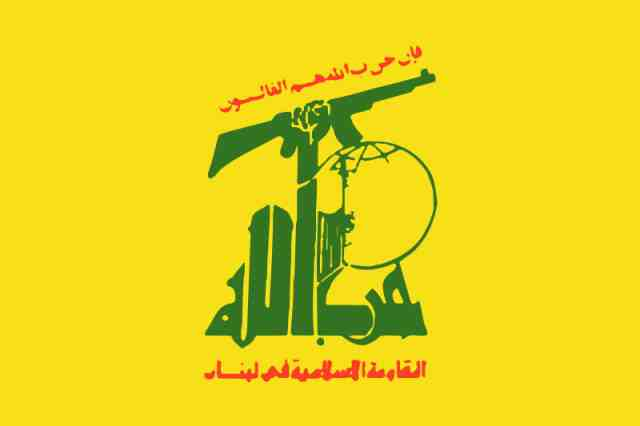 فإن حزب الله هم الغالبون
حزب الله
المقاومة الإسلامية في لبنان